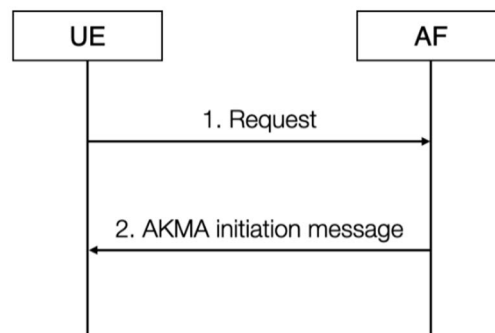 UE
AF
1. Request
2. AKMA initiation message